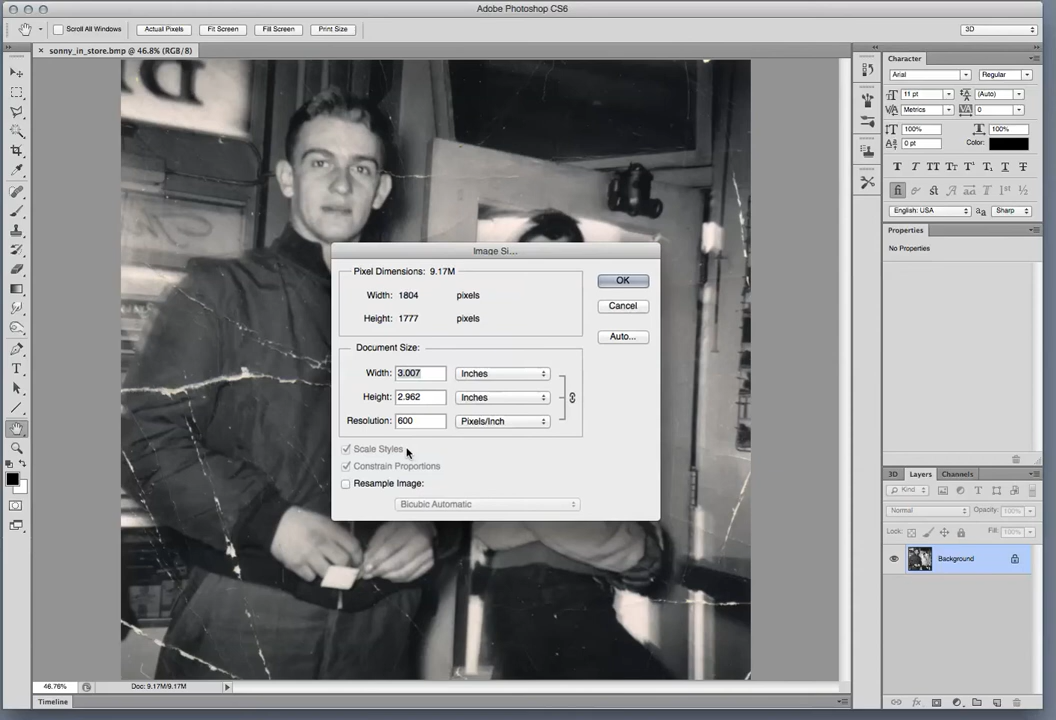 Adobe Photoshop CS6
Scroll All Windows
Actual Pixels
Fit Screen
Fill Screen
Print Size
3D
sonny_in_store.bmp @ 46.8% (RGB/8)
Image Si...
Pixel Dimensions: 9.17M
Width: 1804 pixels
Height: 1777 pixels
Document Size:
Width: 3.007 Inches
Height: 2.962 Inches
Resolution: 600 Pixels/Inch
Scale Styles
Constrain Proportions
Resample Image:
Bicubic Automatic
OK
Cancel
Auto...
Character
Arial Regular
11 pt (Auto)
Metrics 0
100% 100%
0 pt Color:
English: USA Sharp
Properties
No Properties
3D Layers Channels
Kind
Normal Opacity: 100%
Lock: Fill: 100%
Background
46.76% Doc: 9.17M/9.17M
Timeline